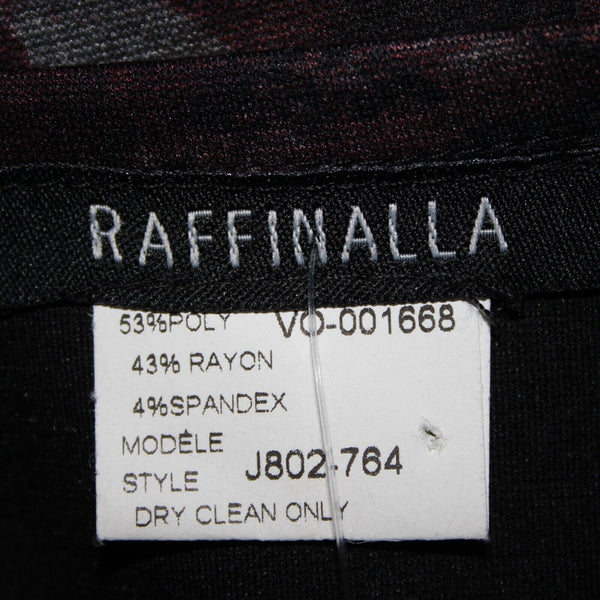 RAFFINALLA
53%POLY VO-001668
43% RAYON
4%SPANDEX
MODÈLE
STYLE J802-764
DRY CLEAN ONLY